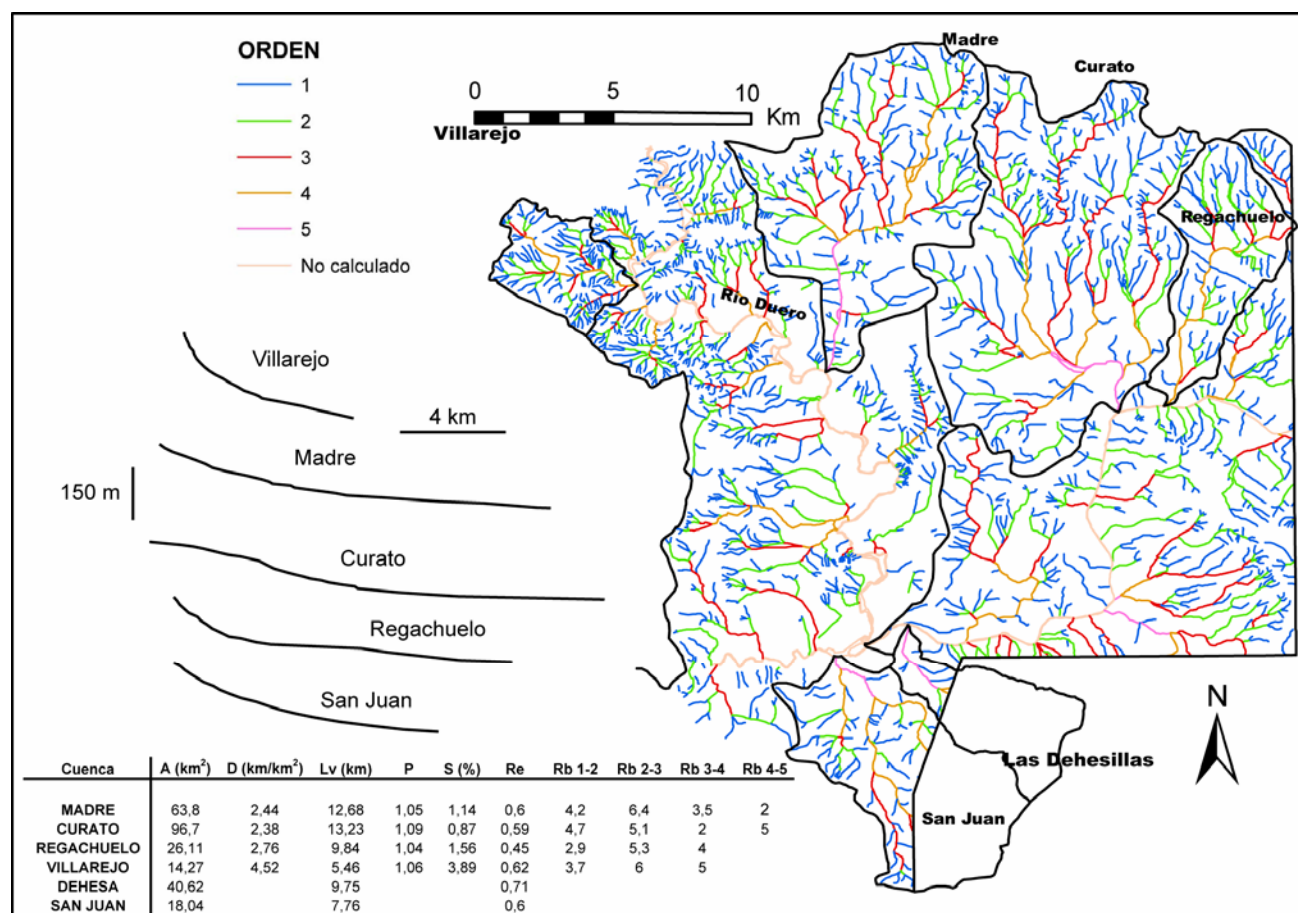 ORDEN
1
2
3
4
5
No calculado
0 5 10
Km
Villarejo
Madre
Curato
Regachuelo
Rio Duero
Villarejo
4 km
Madre
150 m
Curato
Regachuelo
San Juan
N
Las Dehesillas
San Juan
Cuenca A (km²) D (km/km²) Lv (km) P S (%) Re Rb 1-2 Rb 2-3 Rb 3-4 Rb 4-5
MADRE 63,8 2,44 12,68 1,05 1,14 0,6 4,2 6,4 3,5 2
CURATO 96,7 2,38 13,23 1,09 0,87 0,59 4,7 5,1 2 5
REGACHUELO 26,11 2,76 9,84 1,04 1,56 0,45 2,9 5,3 4
VILLAREJO 14,27 4,52 5,46 1,06 3,89 0,62 3,7 6 5
DEHESA 40,62 9,75 0,71
SAN JUAN 18,04 7,76 0,6